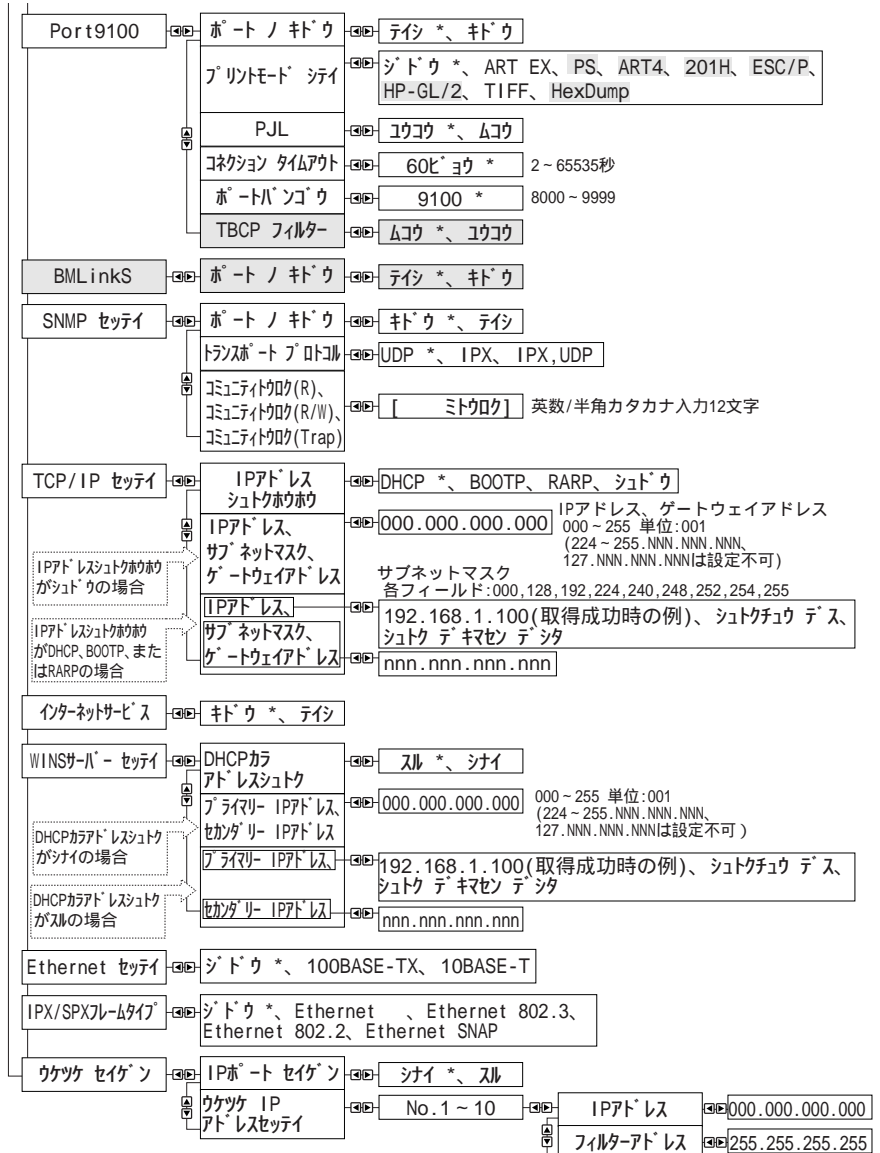 Port9100
ﾎﾟｰﾄ ﾉ ｷﾄﾞｳ
ﾃｲｼ *、ｷﾄﾞｳ
ﾌﾟﾘﾝﾄﾓｰﾄﾞ ｼﾃｲ
ｼﾞﾄﾞｳ *、ART EX、PS、ART4、201H、ESC/P、
HP-GL/2、TIFF、HexDump
PJL
ﾕｳｺｳ *、ﾑｺｳ
ｺﾈｸｼｮﾝ ﾀｲﾑｱｳﾄ
60ﾋﾞｮｳ *
2～65535秒
ﾎﾟｰﾄﾊﾞﾝｺﾞｳ
9100 *
8000～9999
TBCP ﾌｨﾙﾀｰ
ﾑｺｳ *、ﾕｳｺｳ
BMLinkS
ﾎﾟｰﾄ ﾉ ｷﾄﾞｳ
ﾃｲｼ *、ｷﾄﾞｳ
SNMP ｾｯﾃｲ
ﾎﾟｰﾄ ﾉ ｷﾄﾞｳ
ｷﾄﾞｳ *、ﾃｲｼ
ﾄﾗﾝｽﾎﾟｰﾄ ﾌﾟﾛﾄｺﾙ
UDP *、IPX、IPX,UDP
ｺﾐｭﾆﾃｨﾄｳﾛｸ(R)、
ｺﾐｭﾆﾃｨﾄｳﾛｸ(R/W)、
ｺﾐｭﾆﾃｨﾄｳﾛｸ(Trap)
[　　ﾐﾄｳﾛｸ]
英数/半角カタカナ入力12文字
TCP/IP ｾｯﾃｲ
IPｱﾄﾞﾚｽ
ｼｭﾄｸﾎｳﾎｳ
DHCP *、BOOTP、RARP、ｼｭﾄﾞｳ
IPｱﾄﾞﾚｽ、
ｻﾌﾞﾈｯﾄﾏｽｸ、
ｹﾞｰﾄｳｪｲｱﾄﾞﾚｽ
000.000.000.000
IPアドレス、ゲートウェイアドレス
000～255 単位:001
(224～255.NNN.NNN.NNN、
127.NNN.NNN.NNNは設定不可)
IPｱﾄﾞﾚｽｼｭﾄｸﾎｳﾎｳ
がｼｭﾄﾞｳの場合
サブネットマスク
各フィールド:000,128,192,224,240,248,252,254,255
IPｱﾄﾞﾚｽ、
192.168.1.100(取得成功時の例)、ｼｭﾄｸﾁｭｳ ﾃﾞｽ、
ｼｭﾄｸ ﾃﾞｷﾏｾﾝ ﾃﾞｼﾀ
IPｱﾄﾞﾚｽｼｭﾄｸﾎｳﾎｳ
がDHCP、BOOTP、また
はRARPの場合
ｻﾌﾞﾈｯﾄﾏｽｸ、
ｹﾞｰﾄｳｪｲｱﾄﾞﾚｽ
nnn.nnn.nnn.nnn
ｲﾝﾀｰﾈｯﾄｻｰﾋﾞｽ
ｷﾄﾞｳ *、ﾃｲｼ
WINSｻｰﾊﾞｰ ｾｯﾃｲ
DHCPｶﾗ
ｱﾄﾞﾚｽｼｭﾄｸ
ｽﾙ *、ｼﾅｲ
ﾌﾟﾗｲﾏﾘｰ IPｱﾄﾞﾚｽ、
ｾｶﾝﾀﾞﾘｰ IPｱﾄﾞﾚｽ
000.000.000.000
000～255 単位:001
(224～255.NNN.NNN.NNN、
127.NNN.NNN.NNNは設定不可)
DHCPｶﾗｱﾄﾞﾚｽｼｭﾄｸ
がｼﾅｲの場合
ﾌﾟﾗｲﾏﾘｰ IPｱﾄﾞﾚｽ、
192.168.1.100(取得成功時の例)、ｼｭﾄｸﾁｭｳ ﾃﾞｽ、
ｼｭﾄｸ ﾃﾞｷﾏｾﾝ ﾃﾞｼﾀ
DHCPｶﾗｱﾄﾞﾚｽｼｭﾄｸ
がｽﾙの場合
ｾｶﾝﾀﾞﾘｰ IPｱﾄﾞﾚｽ
nnn.nnn.nnn.nnn
Ethernet ｾｯﾃｲ
ｼﾞﾄﾞｳ *、100BASE-TX、10BASE-T
IPX/SPXﾌﾚｰﾑﾀｲﾌﾟ
ｼﾞﾄﾞｳ *、Ethernet　、Ethernet 802.3、
Ethernet 802.2、Ethernet SNAP
ｳｹﾂｹ ｾｲｹﾞﾝ
IPﾎﾟｰﾄ ｾｲｹﾞﾝ
ｼﾅｲ *、ｽﾙ
ｳｹﾂｹ IP
ｱﾄﾞﾚｽｾｯﾃｲ
No.1～10
IPｱﾄﾞﾚｽ
000.000.000.000
ﾌｨﾙﾀｰｱﾄﾞﾚｽ
255.255.255.255